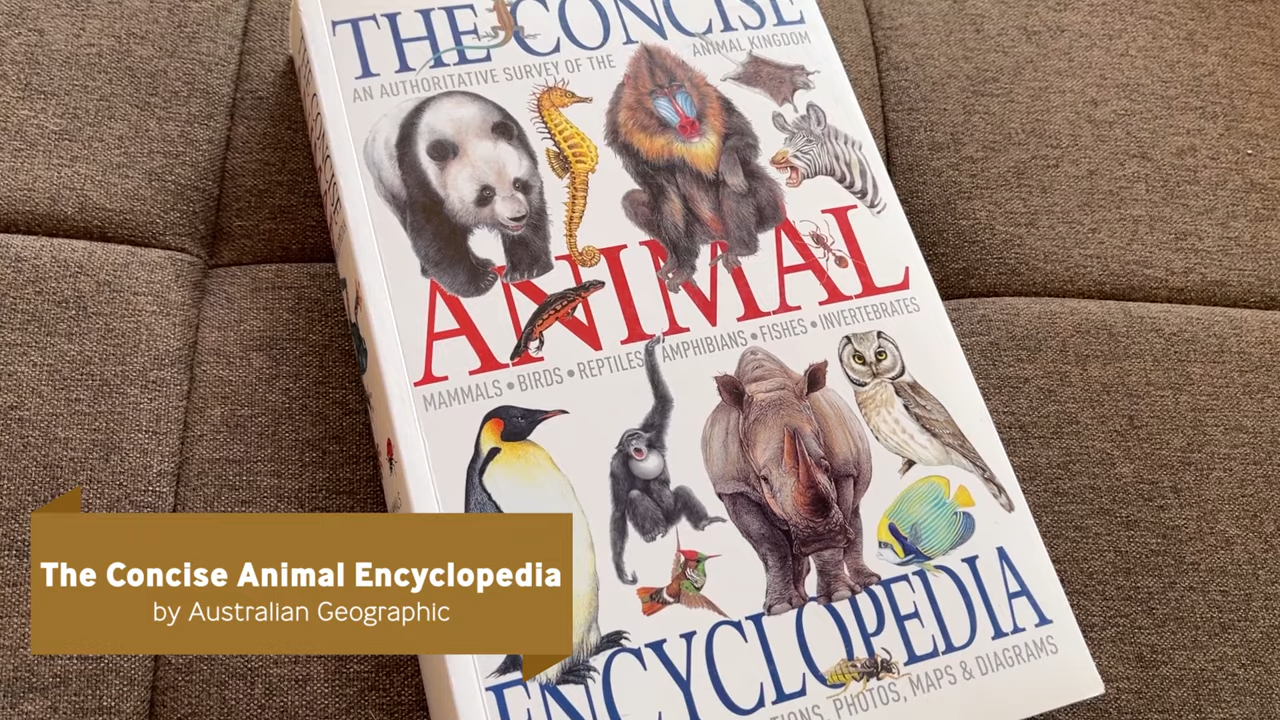 THE CONCISE
AN AUTHORITATIVE SURVEY OF THE ANIMAL KINGDOM
ANIMAL
MAMMALS • BIRDS • REPTILES • AMPHIBIANS • FISHES • INVERTEBRATES
ENCYCLOPEDIA
PHOTOS, MAPS & DIAGRAMS
THE CONCISE
The Concise Animal Encyclopedia
by Australian Geographic